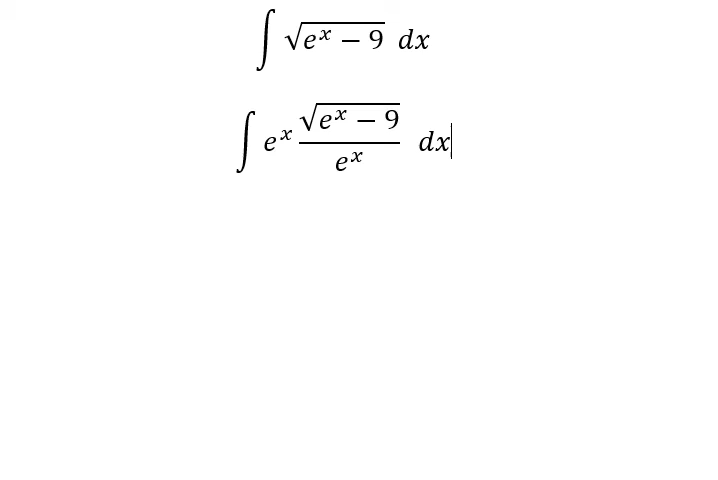 ∫ √(eˣ − 9) dx
∫ eˣ √(eˣ − 9) / eˣ dx